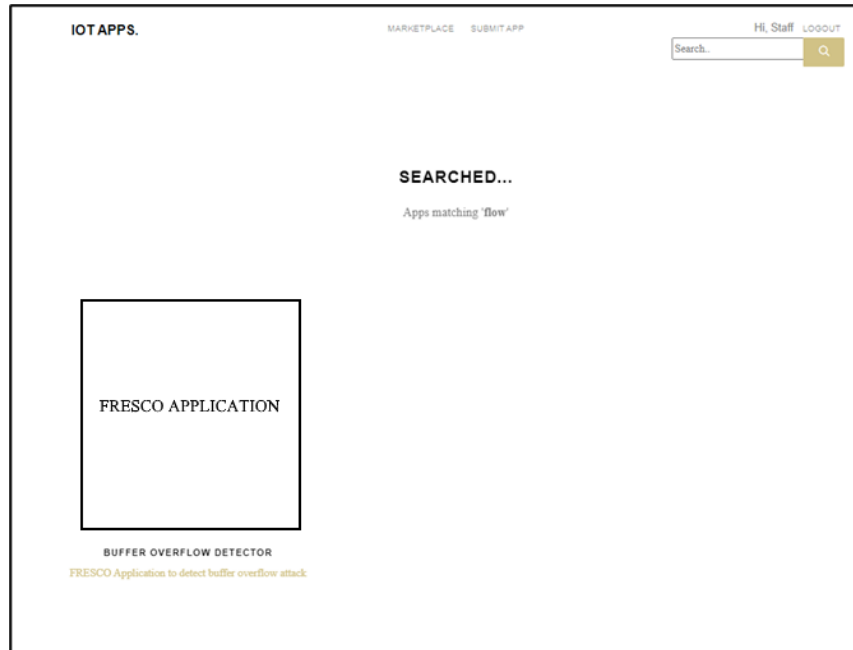 IOT APPS.
MARKETPLACE SUBMIT APP
Hi, Staff LOGOUT
Search..
SEARCHED...
Apps matching 'flow'
FRESCO APPLICATION
BUFFER OVERFLOW DETECTOR
FRESCO Application to detect buffer overflow attack